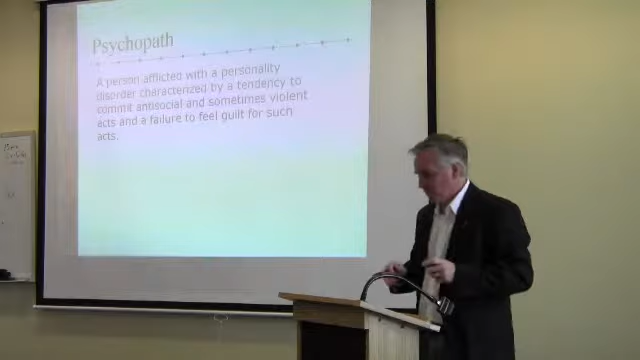 Psychopath
A person afflicted with a personality
disorder characterized by a tendency to
commit antisocial and sometimes violent
acts and a failure to feel guilt for such
acts.